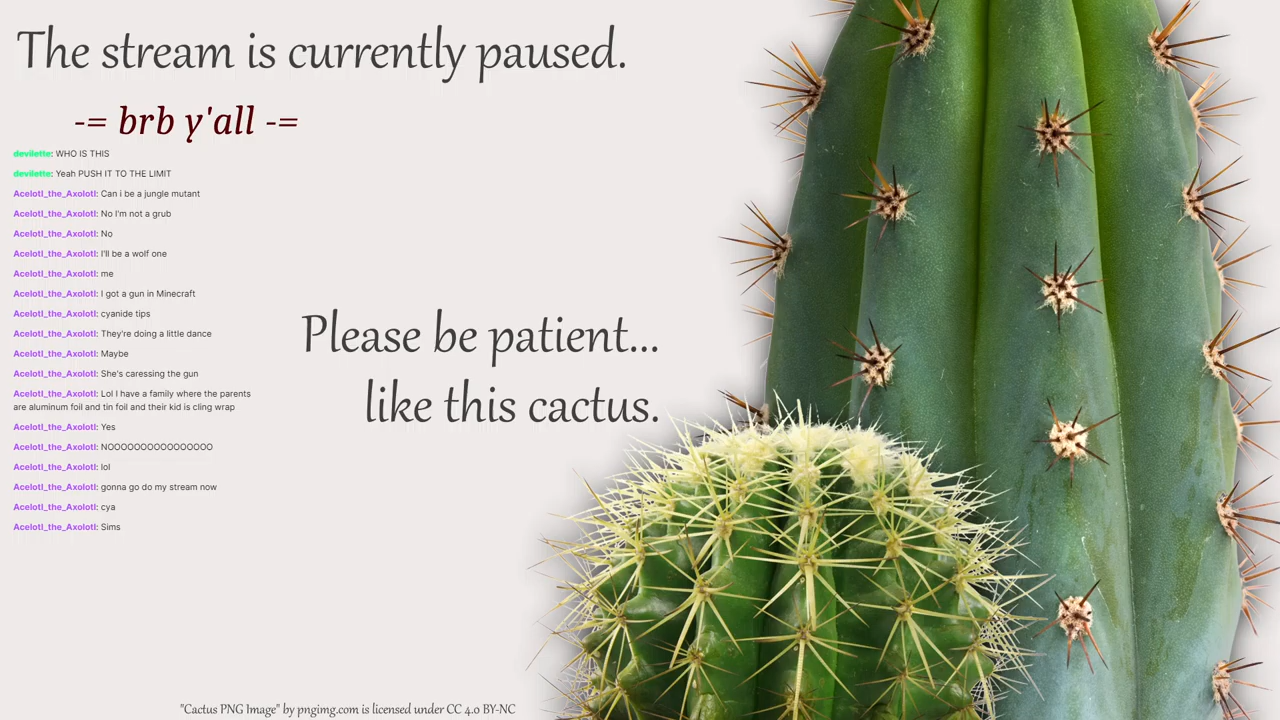 The stream is currently paused.
-= brb y'all -=
devilette: WHO IS THIS
devilette: Yeah PUSH IT TO THE LIMIT
Acelotl_the_Axolotl: Can i be a jungle mutant
Acelotl_the_Axolotl: No I'm not a grub
Acelotl_the_Axolotl: No
Acelotl_the_Axolotl: I'll be a wolf one
Acelotl_the_Axolotl: me
Acelotl_the_Axolotl: I got a gun in Minecraft
Acelotl_the_Axolotl: cyanide tips
Acelotl_the_Axolotl: They're doing a little dance
Acelotl_the_Axolotl: Maybe
Acelotl_the_Axolotl: She's caressing the gun
Acelotl_the_Axolotl: Lol I have a family where the parents
are aluminum foil and tin foil and their kid is cling wrap
Acelotl_the_Axolotl: Yes
Acelotl_the_Axolotl: NOOOOOOOOOOOOOOOO
Acelotl_the_Axolotl: lol
Acelotl_the_Axolotl: gonna go do my stream now
Acelotl_the_Axolotl: cya
Acelotl_the_Axolotl: Sims
Please be patient...
like this cactus.
"Cactus PNG Image" by pngimg.com is licensed under CC 4.0 BY-NC